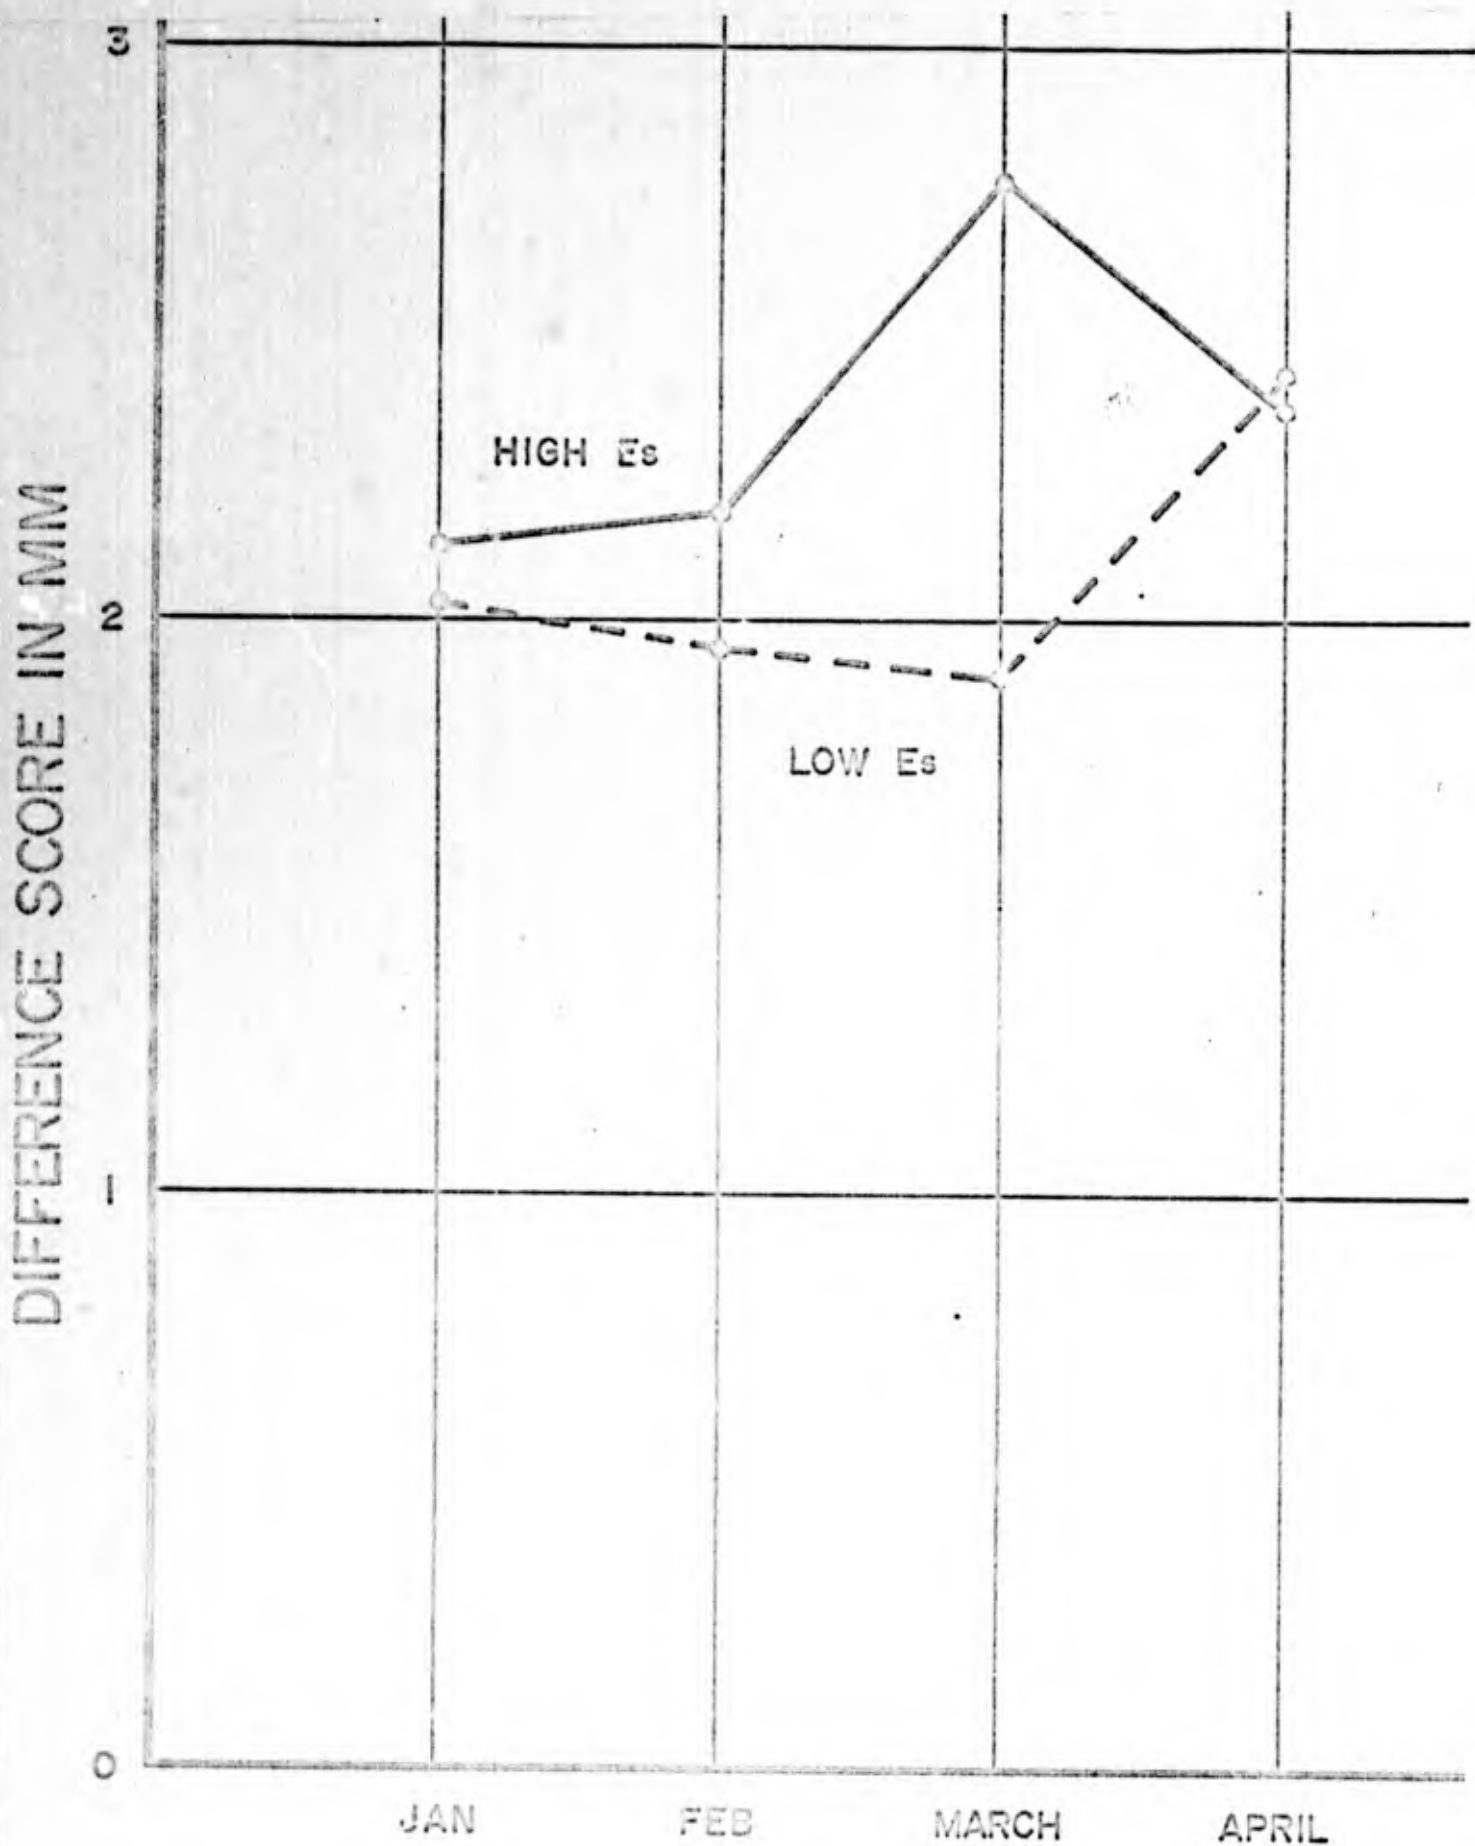 DIFFERENCE SCORE IN MM
3
2
1
0
HIGH Es
LOW Es
JAN FEB MARCH APRIL